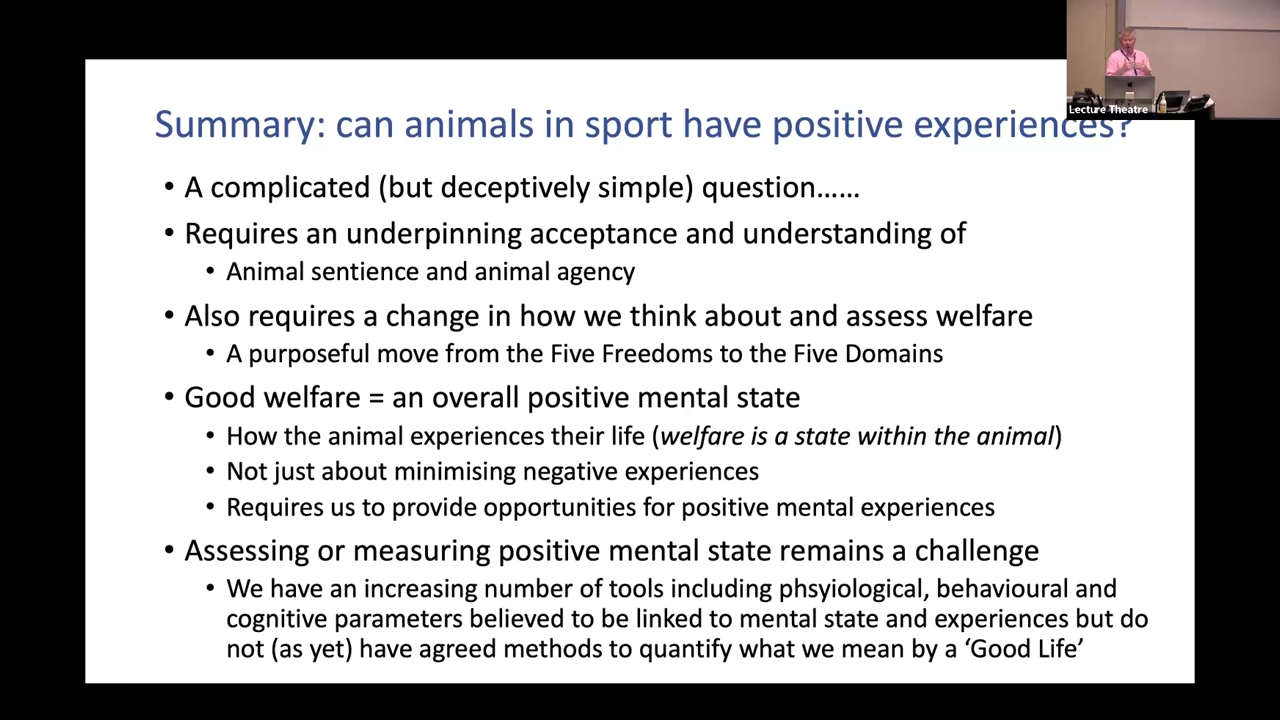 Lecture Theatre
Summary: can animals in sport have positive experiences?
• A complicated (but deceptively simple) question......
• Requires an underpinning acceptance and understanding of
• Animal sentience and animal agency
• Also requires a change in how we think about and assess welfare
• A purposeful move from the Five Freedoms to the Five Domains
• Good welfare = an overall positive mental state
• How the animal experiences their life (welfare is a state within the animal)
• Not just about minimising negative experiences
• Requires us to provide opportunities for positive mental experiences
• Assessing or measuring positive mental state remains a challenge
• We have an increasing number of tools including phsyiological, behavioural and
cognitive parameters believed to be linked to mental state and experiences but do
not (as yet) have agreed methods to quantify what we mean by a ‘Good Life’